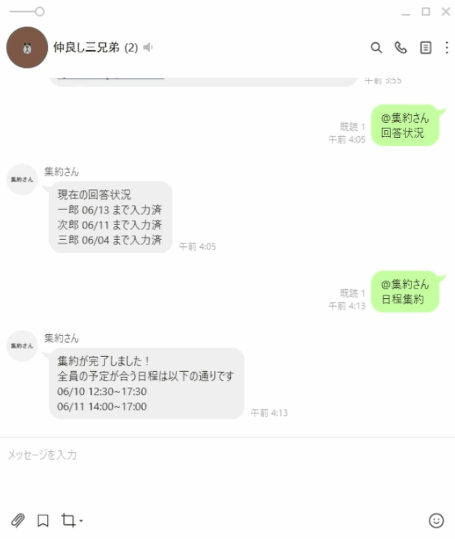 仲良し三兄弟 (2)
午前 3:55
@集約さん
回答状況
既読 1
午前 4:05
集約さん
集約さん
現在の回答状況
一郎 06/13 まで入力済
次郎 06/11 まで入力済
三郎 06/04 まで入力済
午前 4:05
@集約さん
日程集約
既読 1
午前 4:13
集約さん
集約さん
集約が完了しました！
全員の予定が合う日程は以下の通りです
06/10 12:30~17:30
06/11 14:00~17:00
午前 4:13
メッセージを入力